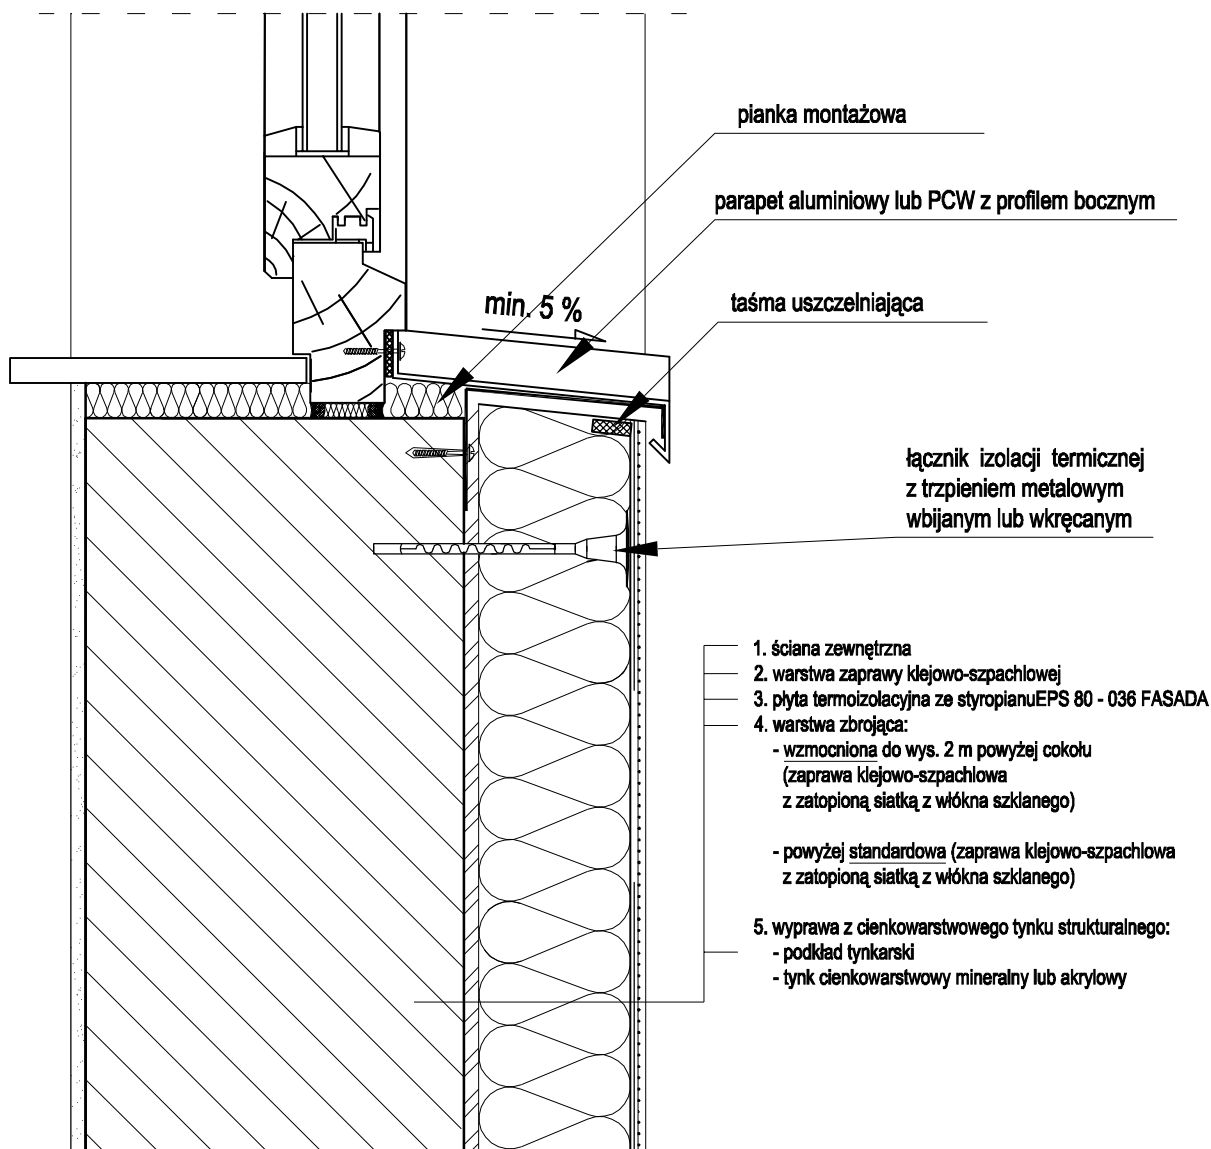 pianka montażowa
parapet aluminiowy lub PCW z profilem bocznym
taśma uszczelniająca
min. 5 %
łącznik izolacji termicznej
z trzpieniem metalowym
wbijanym lub wkręcanym
1. ściana zewnętrzna
2. warstwa zaprawy klejowo-szpachlowej
3. płyta termoizolacyjna ze styropianuEPS 80 - 036 FASADA
4. warstwa zbrojąca:
- wzmocniona do wys. 2 m powyżej cokołu
(zaprawa klejowo-szpachlowa
z zatopioną siatką z włókna szklanego)
- powyżej standardowa (zaprawa klejowo-szpachlowa
z zatopioną siatką z włókna szklanego)
5. wyprawa z cienkowarstwowego tynku strukturalnego:
- podkład tynkarski
- tynk cienkowarstwowy mineralny lub akrylowy